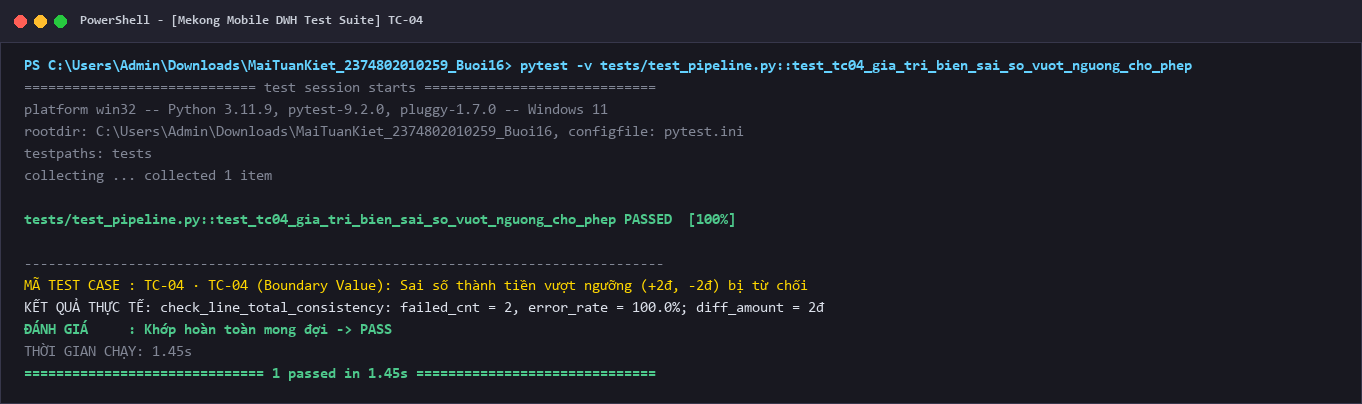 PowerShell - [Mekong Mobile DWH Test Suite] TC-04
PS C:\Users\Admin\Downloads\MaiTuanKiet_2374802010259_Buoi16> pytest -v tests/test_pipeline.py::test_tc04_gia_tri_bien_sai_so_vuot_nguong_cho_phep
============================= test session starts =============================
platform win32 -- Python 3.11.9, pytest-9.2.0, pluggy-1.7.0 -- Windows 11
rootdir: C:\Users\Admin\Downloads\MaiTuanKiet_2374802010259_Buoi16, configfile: pytest.ini
testpaths: tests
collecting ... collected 1 item
tests/test_pipeline.py::test_tc04_gia_tri_bien_sai_so_vuot_nguong_cho_phep PASSED  [100%]
--------------------------------------------------------------------------------
MÃ TEST CASE : TC-04 · TC-04 (Boundary Value): Sai số thành tiền vượt ngưỡng (+2đ, -2đ) bị từ chối
KẾT QUẢ THỰC TẾ: check_line_total_consistency: failed_cnt = 2, error_rate = 100.0%; diff_amount = 2đ
ĐÁNH GIÁ     : Khớp hoàn toàn mong đợi -> PASS
THỜI GIAN CHẠY: 1.45s
============================== 1 passed in 1.45s ==============================